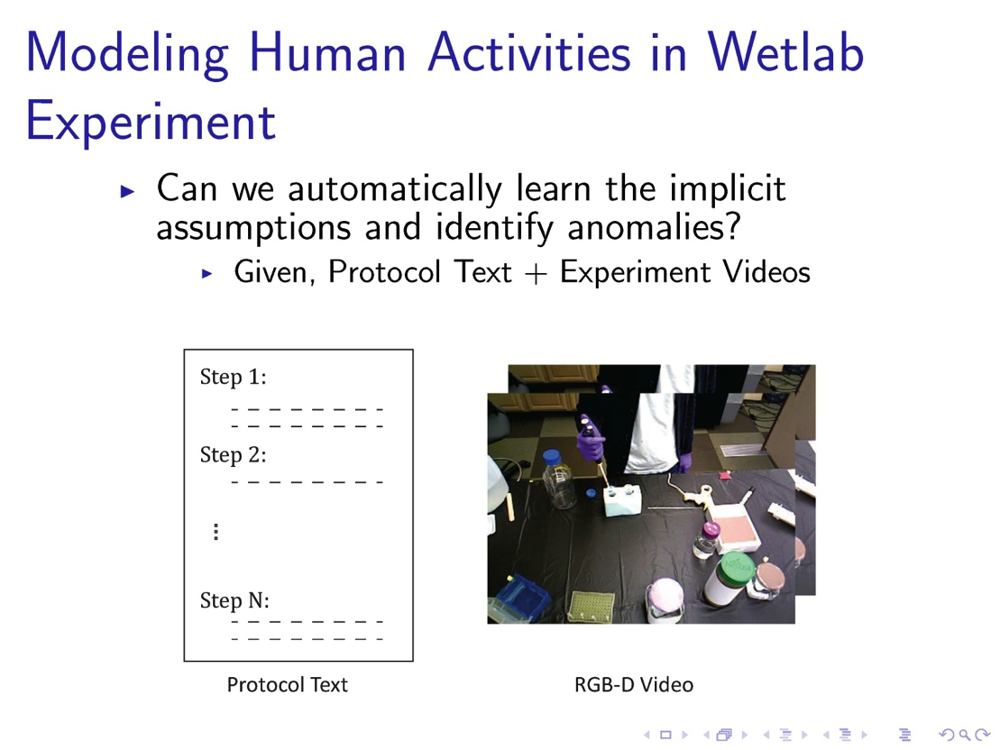 Modeling Human Activities in Wetlab
Experiment
Can we automatically learn the implicit
assumptions and identify anomalies?
Given, Protocol Text + Experiment Videos
Step 1:
Step 2:
Step N:
Protocol Text
RGB-D Video